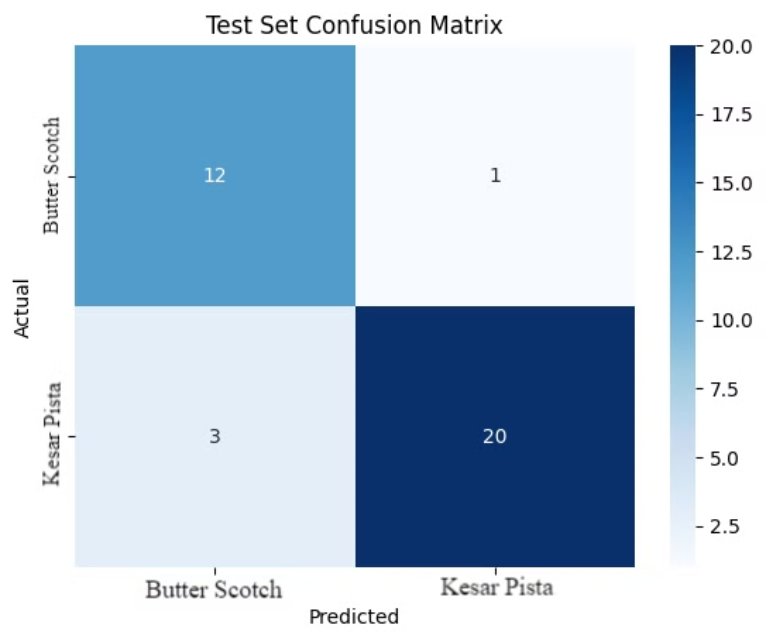 Test Set Confusion Matrix
20.0
17.5
15.0
12.5
10.0
7.5
5.0
2.5
Actual
Butter Scotch
12
1
Kesar Pista
3
20
Butter Scotch
Kesar Pista
Predicted